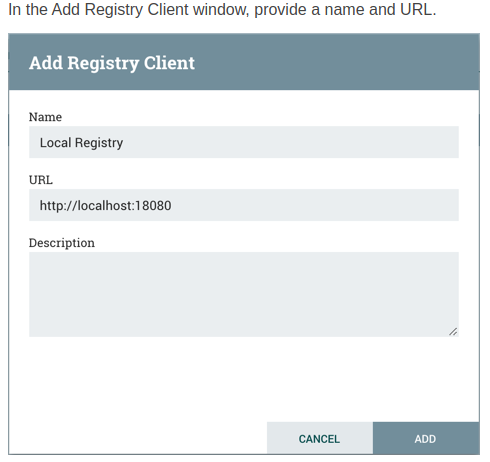 In the Add Registry Client window, provide a name and URL.
Add Registry Client
Name
Local Registry
URL
http://localhost:18080
Description
CANCEL
ADD